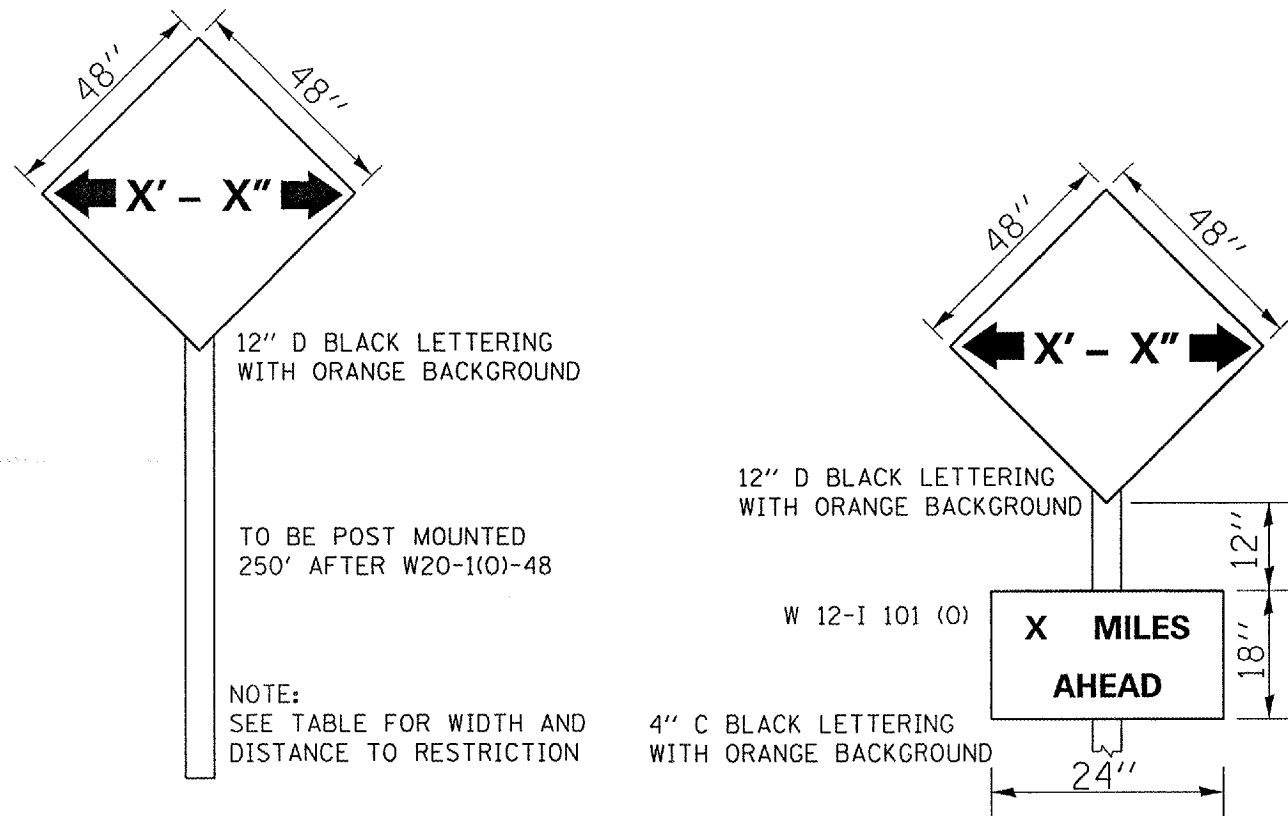 48"
48"
X' – X"
12" D BLACK LETTERING
WITH ORANGE BACKGROUND
TO BE POST MOUNTED
250' AFTER W20-1(O)-48
NOTE:
SEE TABLE FOR WIDTH AND
DISTANCE TO RESTRICTION
48"
48"
X' – X"
12" D BLACK LETTERING
WITH ORANGE BACKGROUND
12"
W 12-I 101 (O)
X MILES
AHEAD
18"
4" C BLACK LETTERING
WITH ORANGE BACKGROUND
24"